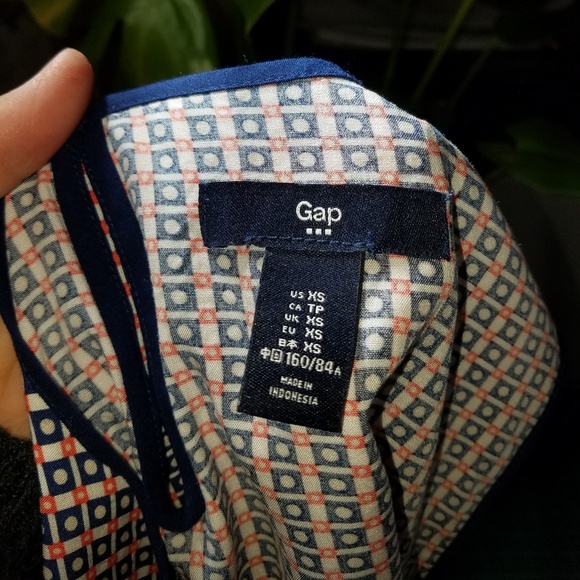 Gap
US XS
CA TP
UK XS
EU XS
日本 XS
中国 160/84A
MADE IN
INDONESIA